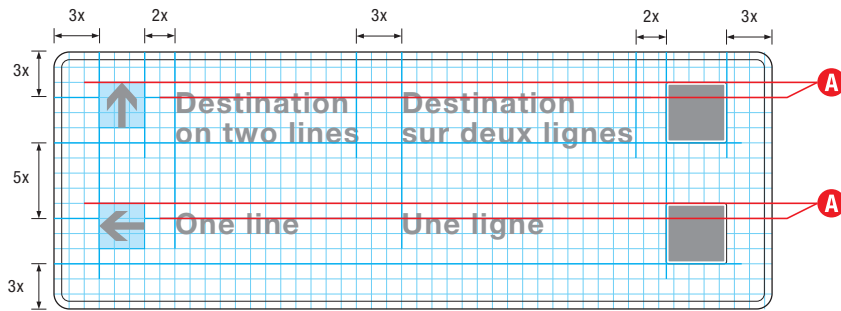 3x 2x 3x 2x 3x
3x
A
Destination Destination
on two lines sur deux lignes
5x
A
One line Une ligne
3x